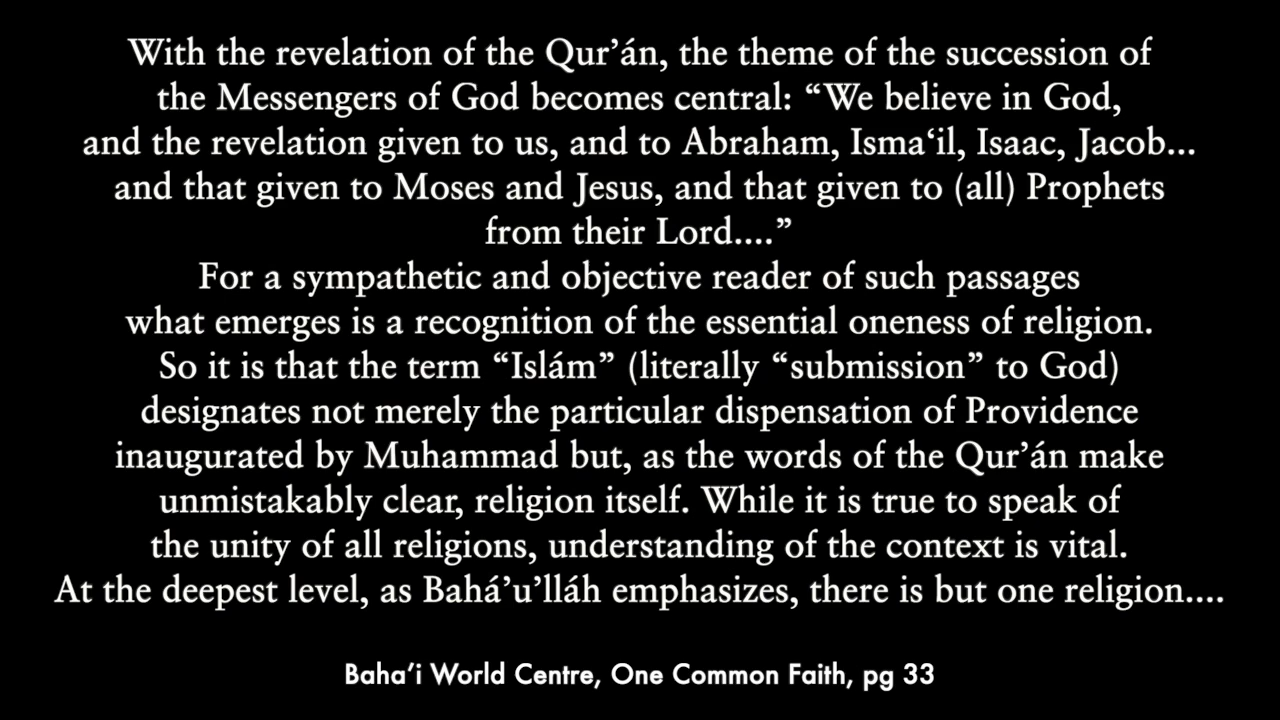 With the revelation of the Qur’án, the theme of the succession of
the Messengers of God becomes central: “We believe in God,
and the revelation given to us, and to Abraham, Isma‘il, Isaac, Jacob...
and that given to Moses and Jesus, and that given to (all) Prophets
from their Lord....”
For a sympathetic and objective reader of such passages
what emerges is a recognition of the essential oneness of religion.
So it is that the term “Islám” (literally “submission” to God)
designates not merely the particular dispensation of Providence
inaugurated by Muhammad but, as the words of the Qur’án make
unmistakably clear, religion itself. While it is true to speak of
the unity of all religions, understanding of the context is vital.
At the deepest level, as Bahá’u’lláh emphasizes, there is but one religion....
Baha’i World Centre, One Common Faith, pg 33